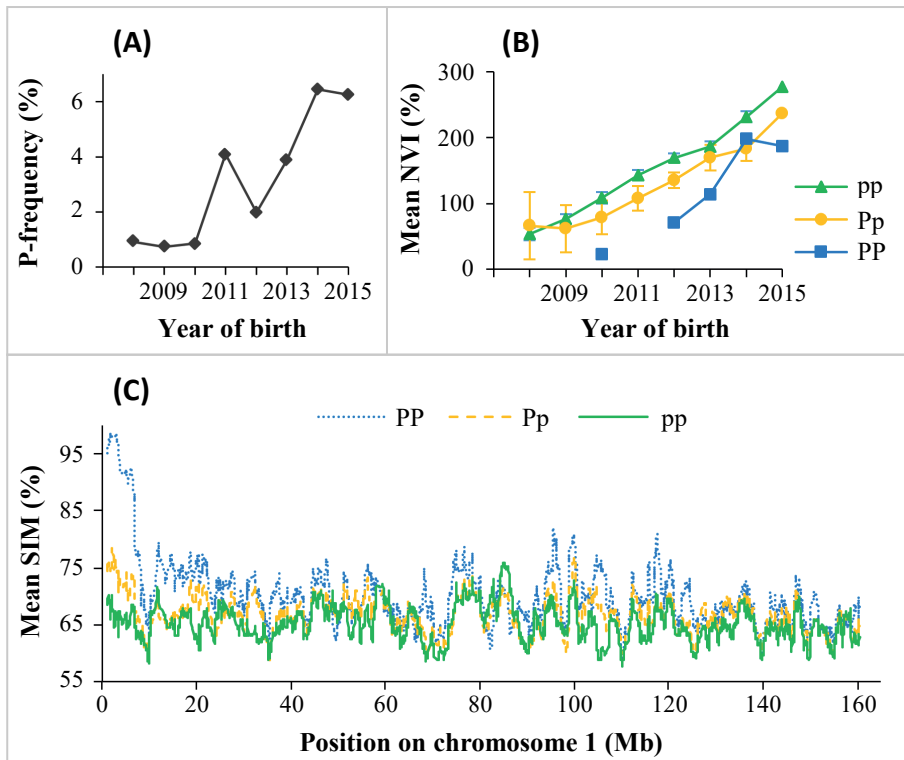 (A)
P-frequency (%)
6
4
2
0
2009 2011 2013 2015
Year of birth
(B)
Mean NVI (%)
300
200
100
0
2009 2011 2013 2015
Year of birth
pp
Pp
PP
(C)
PP Pp pp
Mean SIM (%)
95
85
75
65
55
0 20 40 60 80 100 120 140 160
Position on chromosome 1 (Mb)